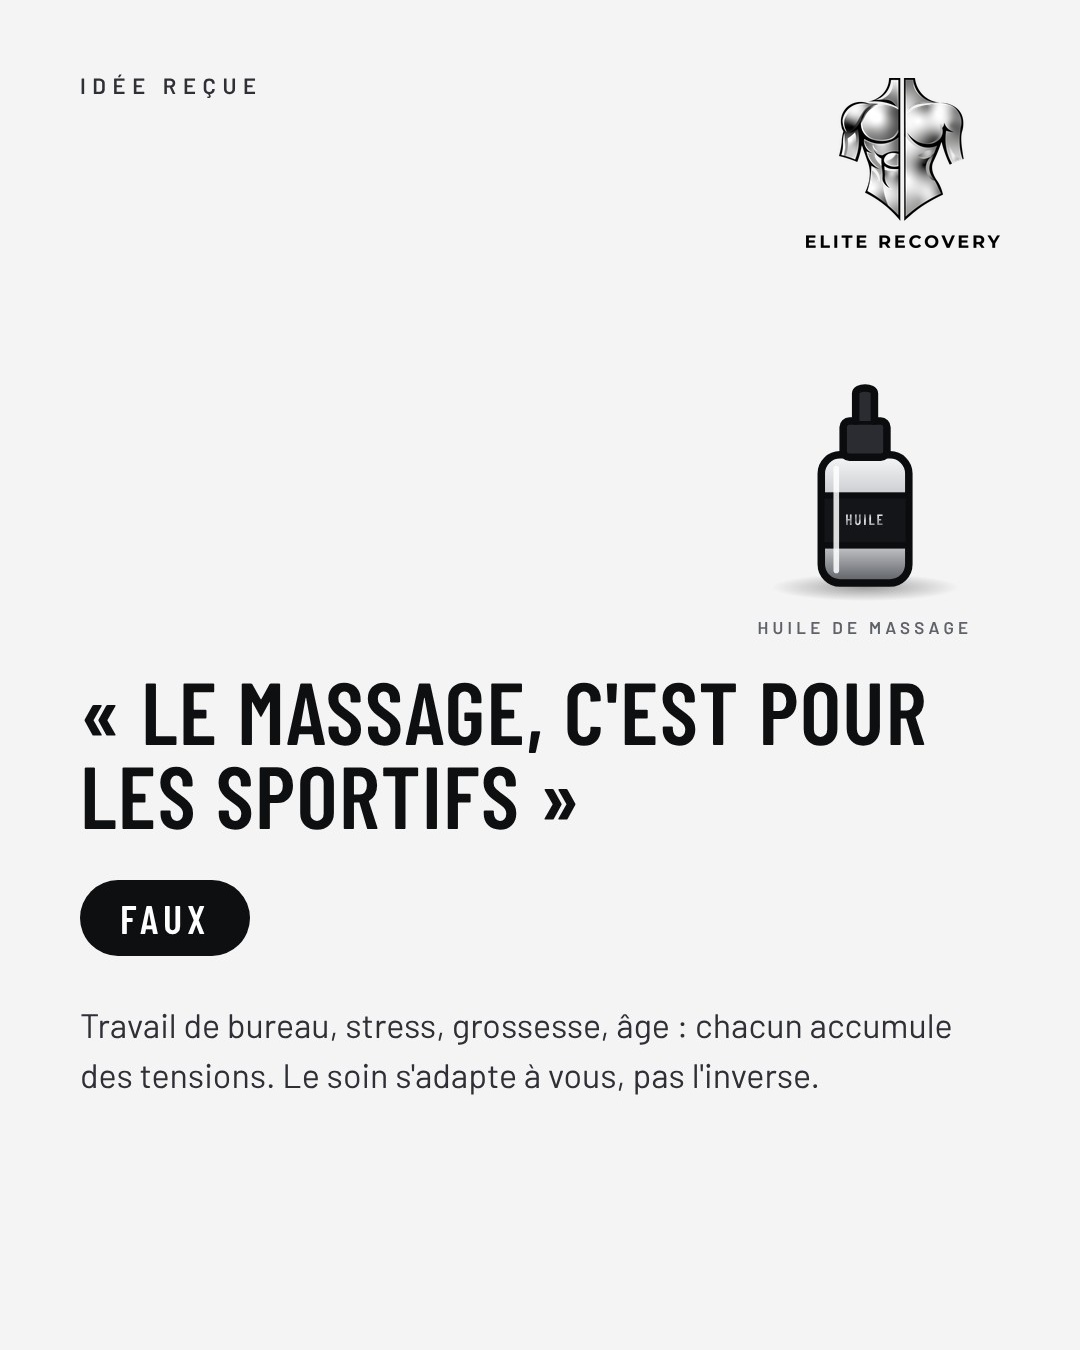 IDÉE REÇUE
ELITE RECOVERY
HUILE
HUILE DE MASSAGE
« LE MASSAGE, C'EST POUR
LES SPORTIFS »
FAUX
Travail de bureau, stress, grossesse, âge : chacun accumule
des tensions. Le soin s'adapte à vous, pas l'inverse.